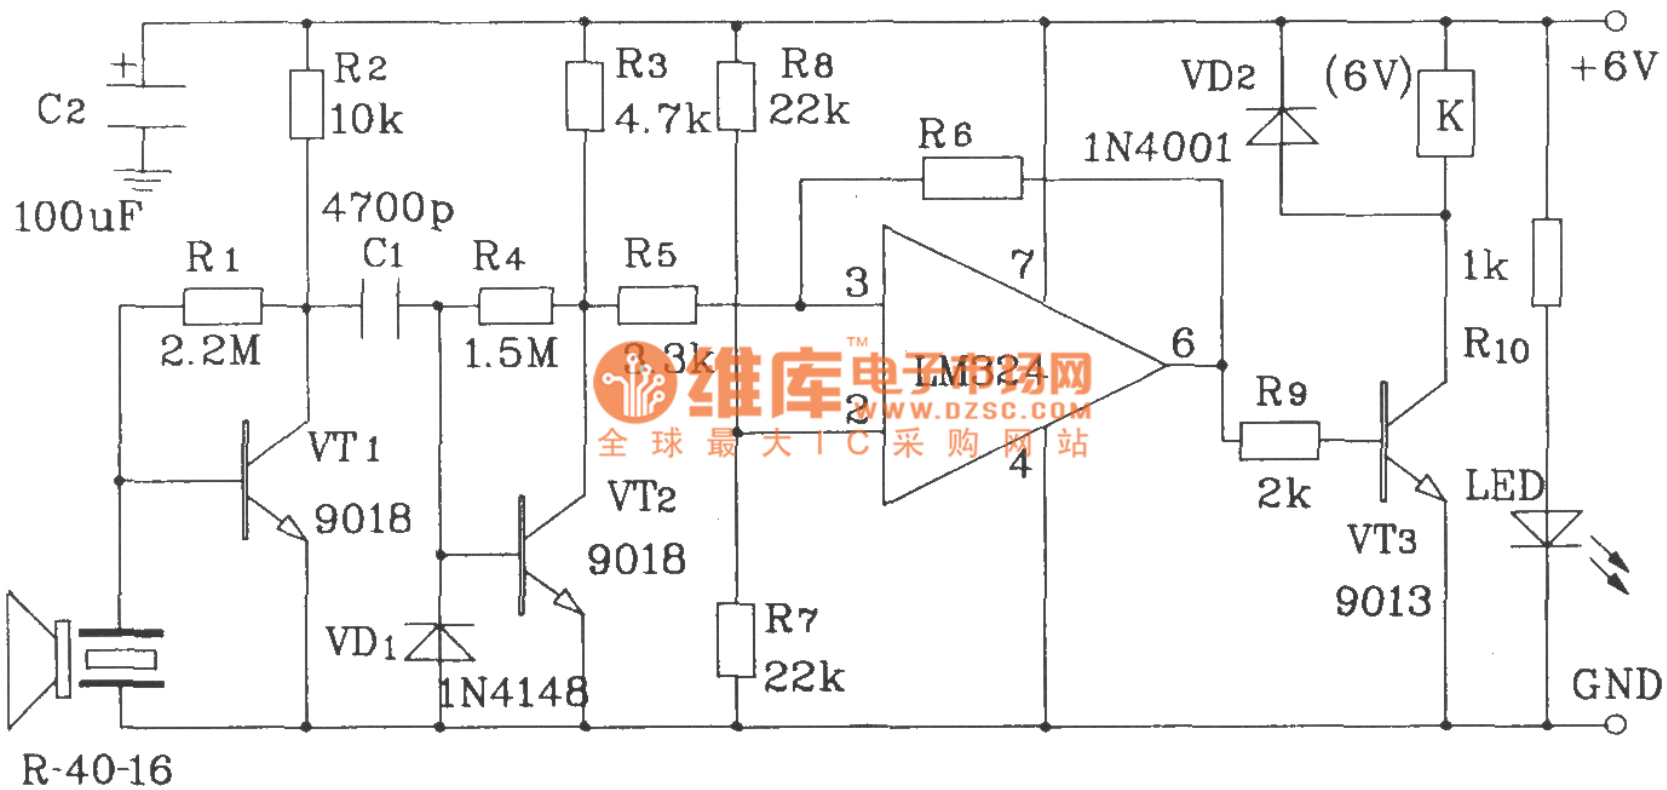 +
C2
100uF
R2
10k
4700p
C1
R1
2.2M
R3
4.7k
R4
1.5M
R5
3.3k
R8
22k
R6
VD2
1N4001
(6V)
K
+6V
3
7
2
6
4
LM324
1k
R10
R9
2k
VT1
9018
VT2
9018
VT3
9013
LED
VD1
1N4148
R7
22k
GND
R-40-16
维库电子市场网
TM
WWW.DZSC.COM
全球最大IC采购网站